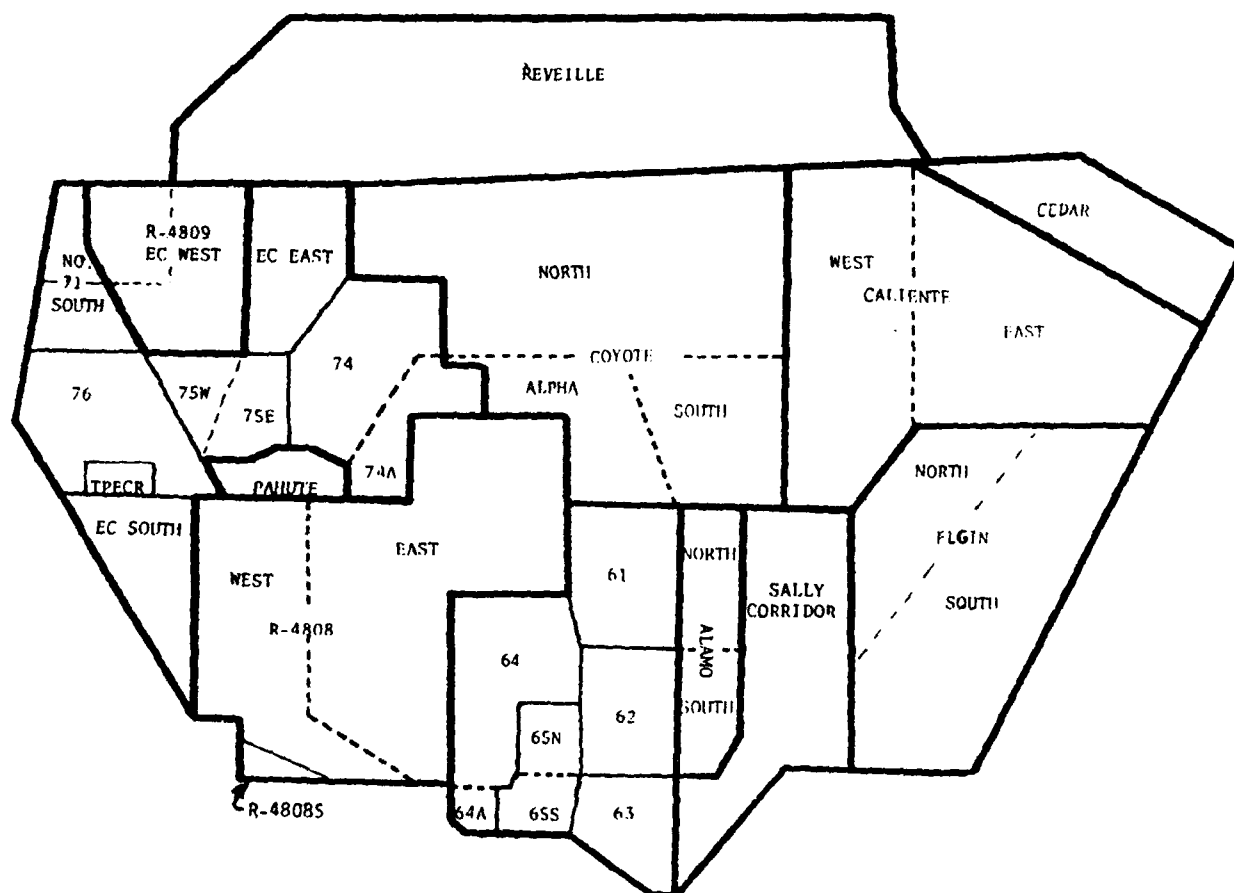 REVEILLE
CEDAR
R-4809
EC WEST
EC EAST
NO.
71
SOUTH
NORTH
WEST
CALIENTE
EAST
COYOTE
74
ALPHA
SOUTH
76
75W
75E
74A
TPECR
PAHUTE
EC SOUTH
NORTH
ELGIN
SOUTH
EAST
WEST
R-4808
61
NORTH
ALAMO
SOUTH
SALLY
CORRIDOR
64
62
65N
64A
65S
63
R-4808S